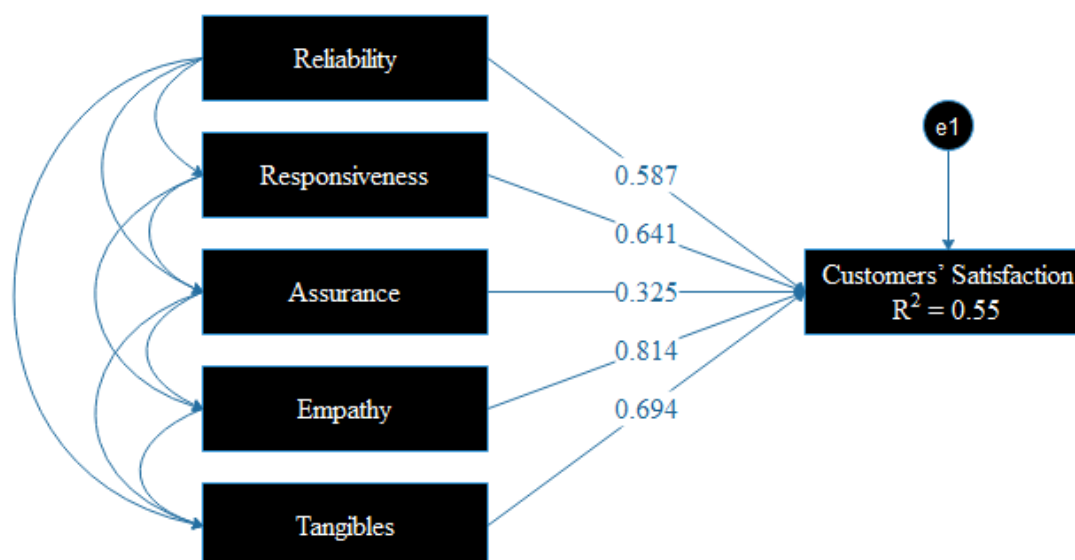 Reliability
Responsiveness
Assurance
Empathy
Tangibles
0.587
0.641
0.325
0.814
0.694
e1
Customers’ Satisfaction
R² = 0.55